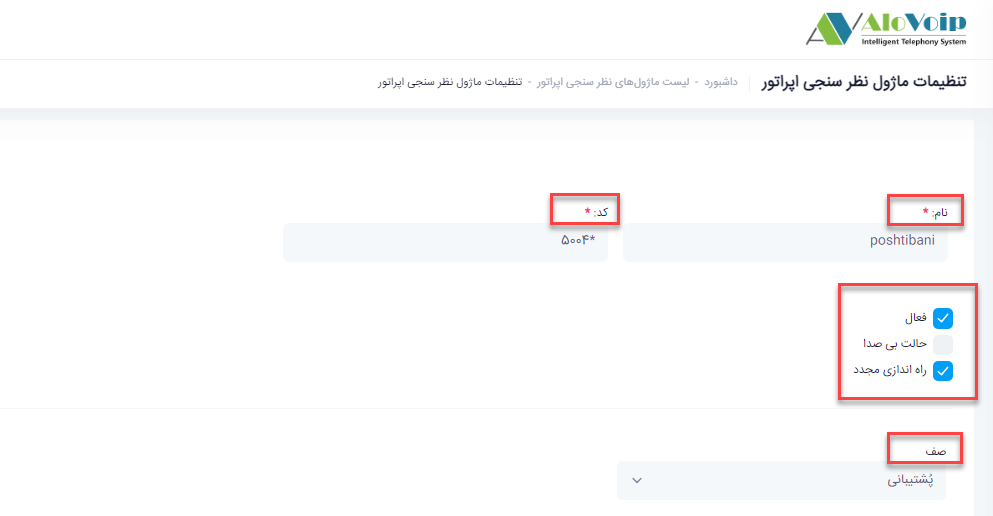 AloVoip
Intelligent Telephony System
تنظیمات ماژول نظر سنجی اپراتور
داشبورد - لیست ماژول‌های نظر سنجی اپراتور - تنظیمات ماژول نظر سنجی اپراتور
نام: * کد: *
poshtibani *۵۰۰۴
فعال
حالت بی صدا
راه اندازی مجدد
صف
پُشتیبانی